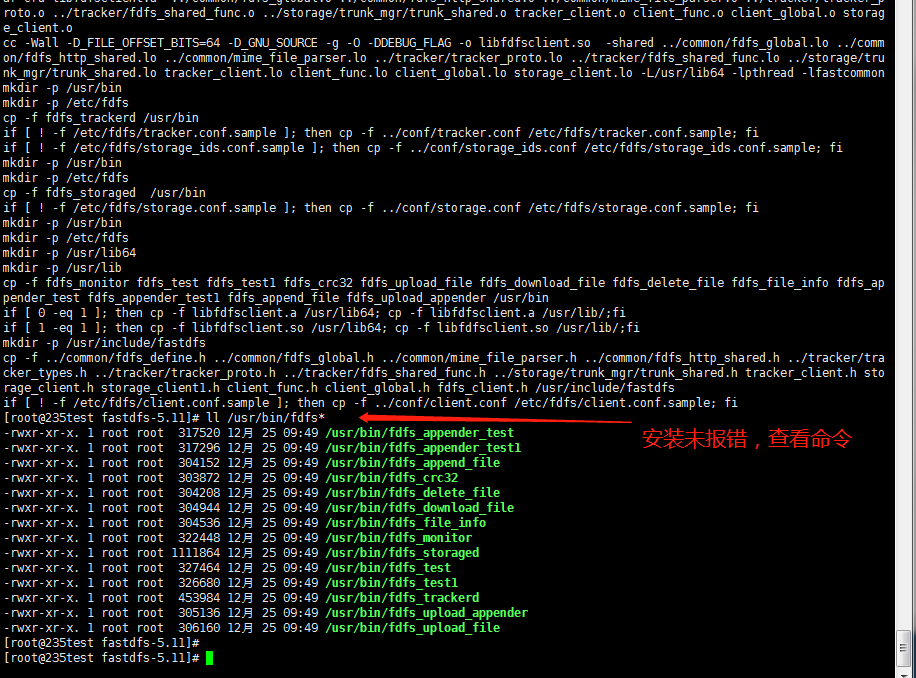 roto.o ../tracker/fdfs_shared_func.o ../storage/trunk_mgr/trunk_shared.o tracker_client.o client_func.o client_global.o storag
e_client.o
cc -Wall -D_FILE_OFFSET_BITS=64 -D_GNU_SOURCE -g -O -DDEBUG_FLAG -o libfdfsclient.so  -shared ../common/fdfs_global.lo ../comm
on/fdfs_http_shared.lo ../common/mime_file_parser.lo ../tracker/tracker_proto.lo ../tracker/fdfs_shared_func.lo ../storage/tru
nk_mgr/trunk_shared.lo tracker_client.lo client_func.lo client_global.lo storage_client.lo -L/usr/lib64 -lpthread -lfastcommon
mkdir -p /usr/bin
mkdir -p /etc/fdfs
cp -f fdfs_trackerd /usr/bin
if [ ! -f /etc/fdfs/tracker.conf.sample ]; then cp -f ../conf/tracker.conf /etc/fdfs/tracker.conf.sample; fi
if [ ! -f /etc/fdfs/storage_ids.conf.sample ]; then cp -f ../conf/storage_ids.conf /etc/fdfs/storage_ids.conf.sample; fi
mkdir -p /usr/bin
mkdir -p /etc/fdfs
cp -f fdfs_storaged  /usr/bin
if [ ! -f /etc/fdfs/storage.conf.sample ]; then cp -f ../conf/storage.conf /etc/fdfs/storage.conf.sample; fi
mkdir -p /usr/bin
mkdir -p /etc/fdfs
mkdir -p /usr/lib64
mkdir -p /usr/lib
cp -f fdfs_monitor fdfs_test fdfs_test1 fdfs_crc32 fdfs_upload_file fdfs_download_file fdfs_delete_file fdfs_file_info fdfs_ap
pender_test fdfs_appender_test1 fdfs_append_file fdfs_upload_appender /usr/bin
if [ 0 -eq 1 ]; then cp -f libfdfsclient.a /usr/lib64; cp -f libfdfsclient.a /usr/lib/;fi
if [ 1 -eq 1 ]; then cp -f libfdfsclient.so /usr/lib64; cp -f libfdfsclient.so /usr/lib/;fi
mkdir -p /usr/include/fastdfs
cp -f ../common/fdfs_define.h ../common/fdfs_global.h ../common/mime_file_parser.h ../common/fdfs_http_shared.h ../tracker/tra
cker_types.h ../tracker/tracker_proto.h ../tracker/fdfs_shared_func.h ../storage/trunk_mgr/trunk_shared.h tracker_client.h sto
rage_client.h storage_client1.h client_func.h client_global.h fdfs_client.h /usr/include/fastdfs
if [ ! -f /etc/fdfs/client.conf.sample ]; then cp -f ../conf/client.conf /etc/fdfs/client.conf.sample; fi
[root@235test fastdfs-5.11]# ll /usr/bin/fdfs*
安装未报错，查看命令
-rwxr-xr-x. 1 root root  317520 12月 25 09:49 /usr/bin/fdfs_appender_test
-rwxr-xr-x. 1 root root  317296 12月 25 09:49 /usr/bin/fdfs_appender_test1
-rwxr-xr-x. 1 root root  304152 12月 25 09:49 /usr/bin/fdfs_append_file
-rwxr-xr-x. 1 root root  303872 12月 25 09:49 /usr/bin/fdfs_crc32
-rwxr-xr-x. 1 root root  304208 12月 25 09:49 /usr/bin/fdfs_delete_file
-rwxr-xr-x. 1 root root  304944 12月 25 09:49 /usr/bin/fdfs_download_file
-rwxr-xr-x. 1 root root  304536 12月 25 09:49 /usr/bin/fdfs_file_info
-rwxr-xr-x. 1 root root  322448 12月 25 09:49 /usr/bin/fdfs_monitor
-rwxr-xr-x. 1 root root 1111864 12月 25 09:49 /usr/bin/fdfs_storaged
-rwxr-xr-x. 1 root root  327464 12月 25 09:49 /usr/bin/fdfs_test
-rwxr-xr-x. 1 root root  326680 12月 25 09:49 /usr/bin/fdfs_test1
-rwxr-xr-x. 1 root root  453984 12月 25 09:49 /usr/bin/fdfs_trackerd
-rwxr-xr-x. 1 root root  305136 12月 25 09:49 /usr/bin/fdfs_upload_appender
-rwxr-xr-x. 1 root root  306160 12月 25 09:49 /usr/bin/fdfs_upload_file
[root@235test fastdfs-5.11]#
[root@235test fastdfs-5.11]#